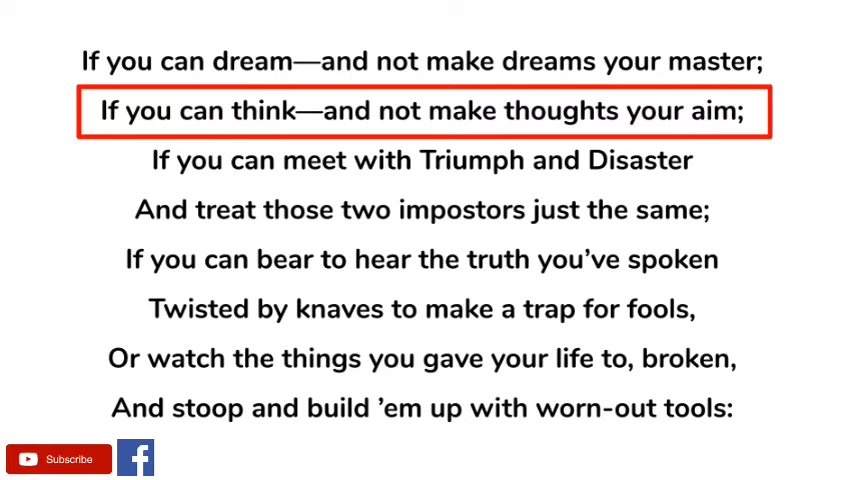 If you can dream—and not make dreams your master;
If you can think—and not make thoughts your aim;
If you can meet with Triumph and Disaster
And treat those two impostors just the same;
If you can bear to hear the truth you’ve spoken
Twisted by knaves to make a trap for fools,
Or watch the things you gave your life to, broken,
And stoop and build ’em up with worn-out tools:
Subscribe